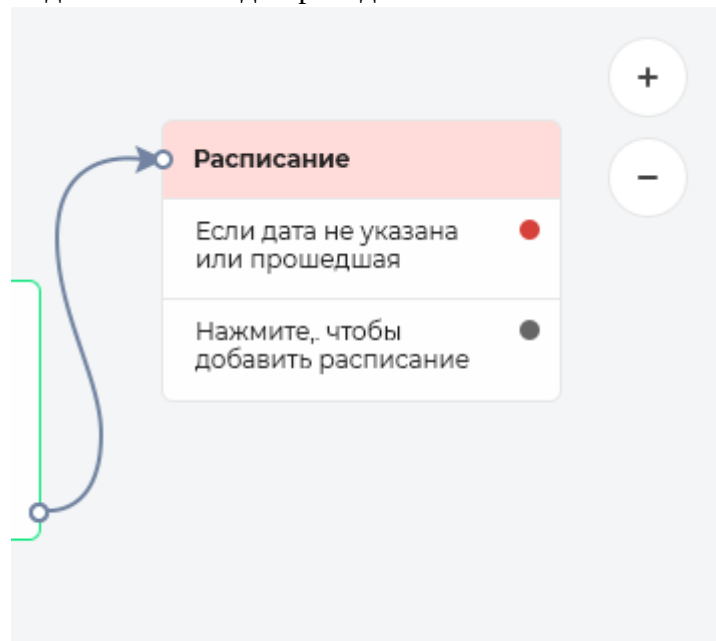 +
Расписание
−
Если дата не указана
или прошедшая
Нажмите,. чтобы
добавить расписание